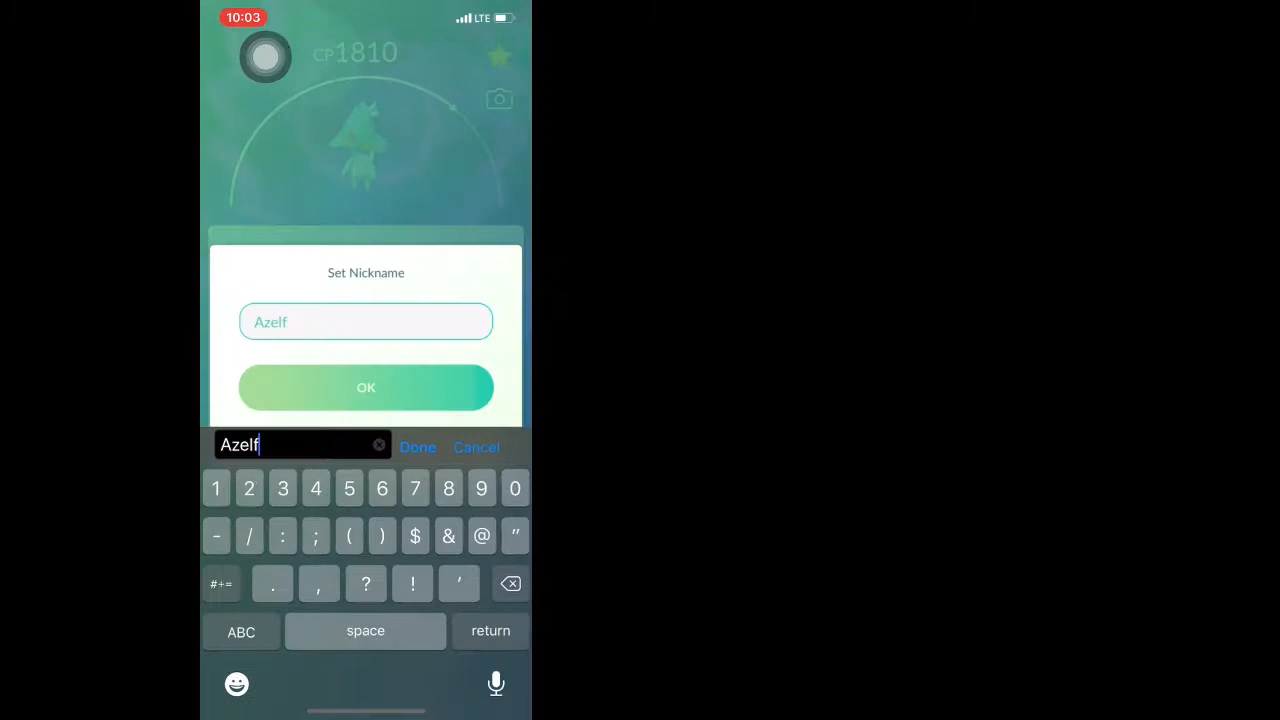 10:03
LTE
CP1810
Set Nickname
Azelf
OK
Azelf
Done Cancel
1 2 3 4 5 6 7 8 9 0
- / : ; ( ) $ & @ "
#+= . , ? ! '
ABC space return